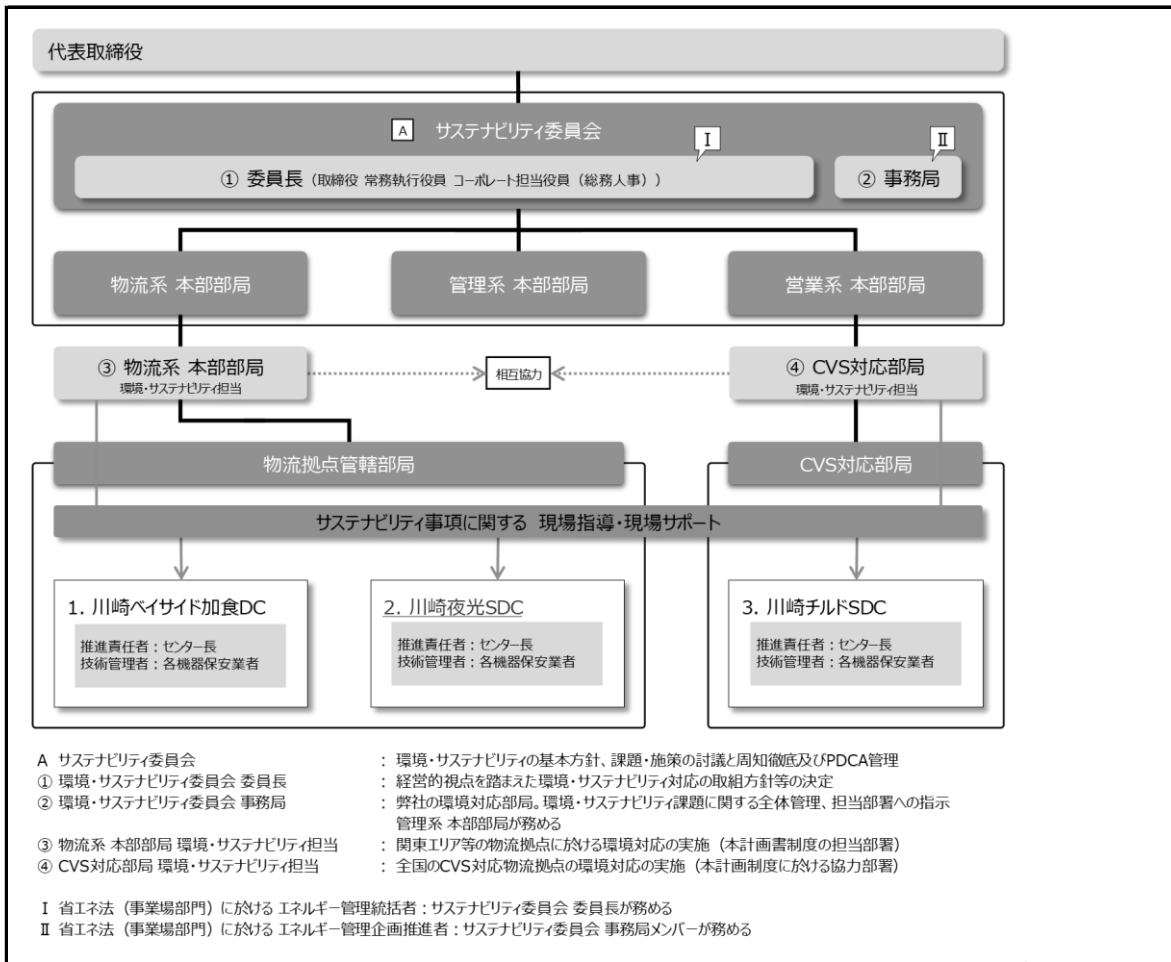 代表取締役
A サステナビリティ委員会
Ⅰ
Ⅱ
① 委員長（取締役 常務執行役員 コーポレート担当役員（総務人事））
② 事務局
物流系 本部部局
管理系 本部部局
営業系 本部部局
③ 物流系 本部部局
環境・サステナビリティ担当
相互協力
④ CVS対応部局
環境・サステナビリティ担当
物流拠点管轄部局
CVS対応部局
サステナビリティ事項に関する 現場指導・現場サポート
1. 川崎ベイサイド加食DC
推進責任者：センター長
技術管理者：各機器保安業者
2. 川崎夜光SDC
推進責任者：センター長
技術管理者：各機器保安業者
3. 川崎チルドSDC
推進責任者：センター長
技術管理者：各機器保安業者
A サステナビリティ委員会 ：環境・サステナビリティの基本方針、課題・施策の討議と周知徹底及びPDCA管理
① 環境・サステナビリティ委員会 委員長 ：経営的視点を踏まえた環境・サステナビリティ対応の取組方針等の決定
② 環境・サステナビリティ委員会 事務局 ：弊社の環境対応部局。環境・サステナビリティ課題に関する全体管理、担当部署への指示
管理系 本部部局が務める
③ 物流系 本部部局 環境・サステナビリティ担当 ：関東エリア等の物流拠点に於ける環境対応の実施（本計画書制度の担当部署）
④ CVS対応部局 環境・サステナビリティ担当 ：全国のCVS対応物流拠点の環境対応の実施（本計画制度に於ける協力部署）
Ⅰ 省エネ法（事業場部門）に於ける エネルギー管理統括者：サステナビリティ委員会 委員長が務める
Ⅱ 省エネ法（事業場部門）に於ける エネルギー管理企画推進者：サステナビリティ委員会 事務局メンバーが務める